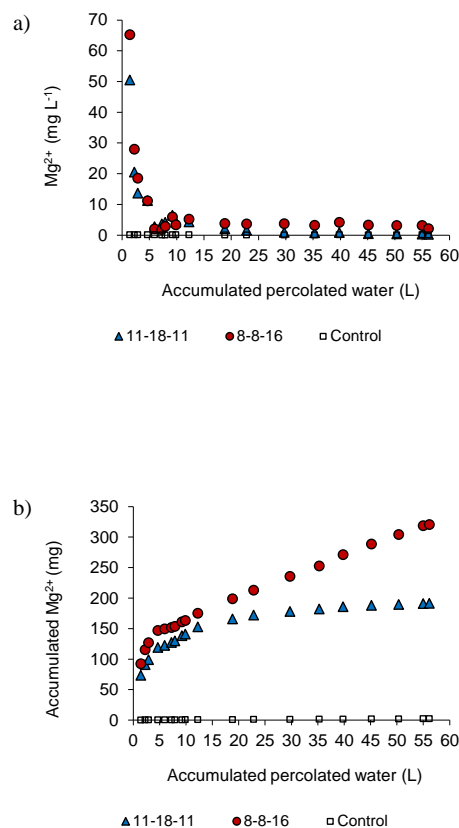 a)
Mg²⁺ (mg L⁻¹)
70
60
50
40
30
20
10
0
0 5 10 15 20 25 30 35 40 45 50 55 60
Accumulated percolated water (L)
11-18-11 8-8-16 Control
b)
Accumulated Mg²⁺ (mg)
350
300
250
200
150
100
50
0
0 5 10 15 20 25 30 35 40 45 50 55 60
Accumulated percolated water (L)
11-18-11 8-8-16 Control